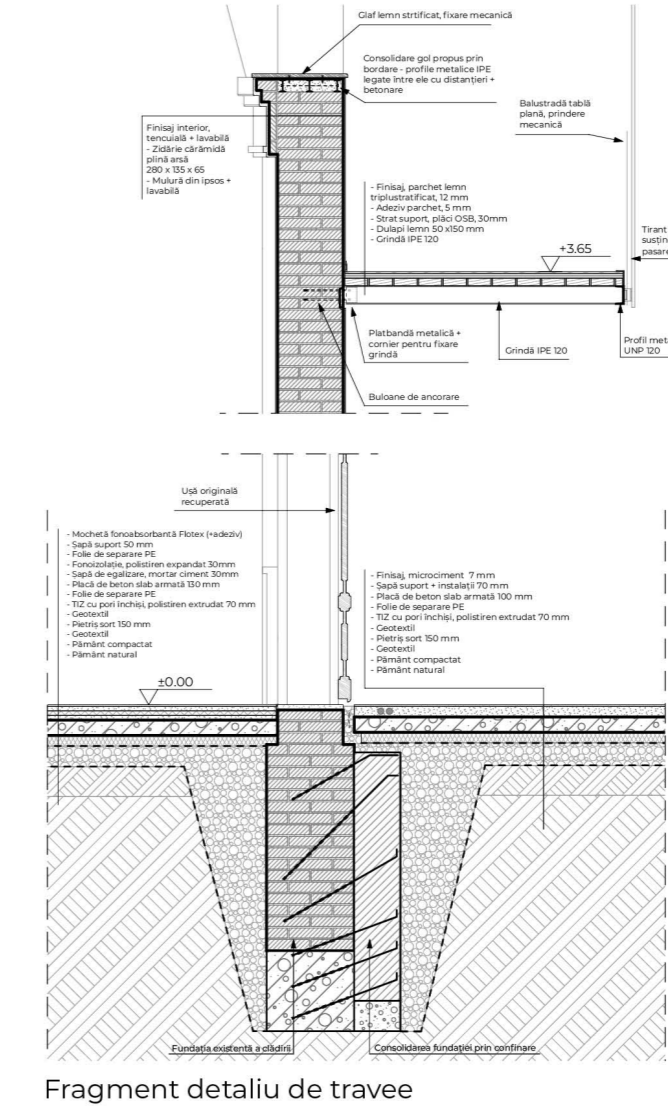 Glaf lemn strtificat, fixare mecanică
Consolidare gol propus prin
bordare - profile metalice IPE
legate între ele cu distanțieri +
betonare
Balustradă tablă
plană, prindere
mecanică
Finisaj interior,
tencuială + lavabilă
- Zidărie cărămidă
plină arsă
280 x 135 x 65
- Mulură din ipsos +
lavabilă
- Finisaj, parchet lemn
triplustratificat, 12 mm
- Adeziv parchet, 5 mm
- Strat suport, plăci OSB, 30mm
- Dulapi lemn 50 x150 mm
- Grindă IPE 120
+3.65
Tirant
Platbandă metalică +
cornier pentru fixare
grindă
Grindă IPE 120
UNP 120
Buloane de ancorare
Ușă originală
recuperată
- Mochetă fonoabsorbantă Flotex (+adeziv)
- Șapă suport 50 mm
- Folie de separare PE
- Fonoizolație, polistiren expandat 30mm
- Șapă de egalizare, mortar ciment 30mm
- Placă de beton slab armată 130 mm
- Folie de separare PE
- TIZ cu pori închiși, polistiren extrudat 70 mm
- Geotextil
- Pietriș sort 150 mm
- Geotextil
- Pământ compactat
- Pământ natural
- Finisaj, microciment 7 mm
- Șapă suport + instalații 70 mm
- Placă de beton slab armată 100 mm
- Folie de separare PE
- TIZ cu pori închiși, polistiren extrudat 70 mm
- Geotextil
- Pietriș sort 150 mm
- Geotextil
- Pământ compactat
- Pământ natural
±0.00
Fundația existentă a clădirii
Consolidarea fundației prin confinare
Fragment detaliu de travee